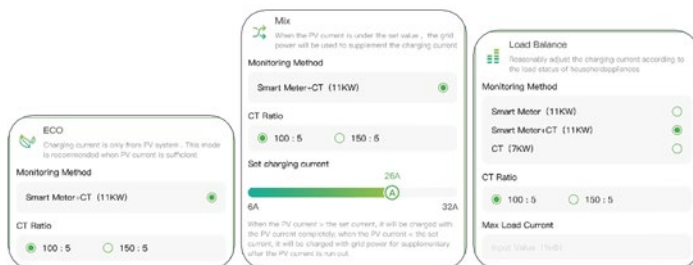 ECO
Charging current is only from PV system . This mode
is recommended when PV current is sufficient
Monitoring Method
Smart Meter+CT (11KW)
CT Ratio
100 : 5
150 : 5
Mix
When the PV current is under the set value , the grid
power will be used to supplement the charging current
Monitoring Method
Smart Meter+CT (11KW)
CT Ratio
100 : 5
150 : 5
Set charging current
26A
A
6A
32A
When the PV current > the set current, it will be charged with
the PV current completely, when the PV current < the set
current, it will be charged with grid power for supplementary
after the PV current is run out
Load Balance
Reasonably adjust the charging current according to
the load status of householdappliances
Monitoring Method
Smart Meter (11KW)
Smart Meter+CT (11KW)
CT (7KW)
CT Ratio
100 : 5
150 : 5
Max Load Current
Input Value